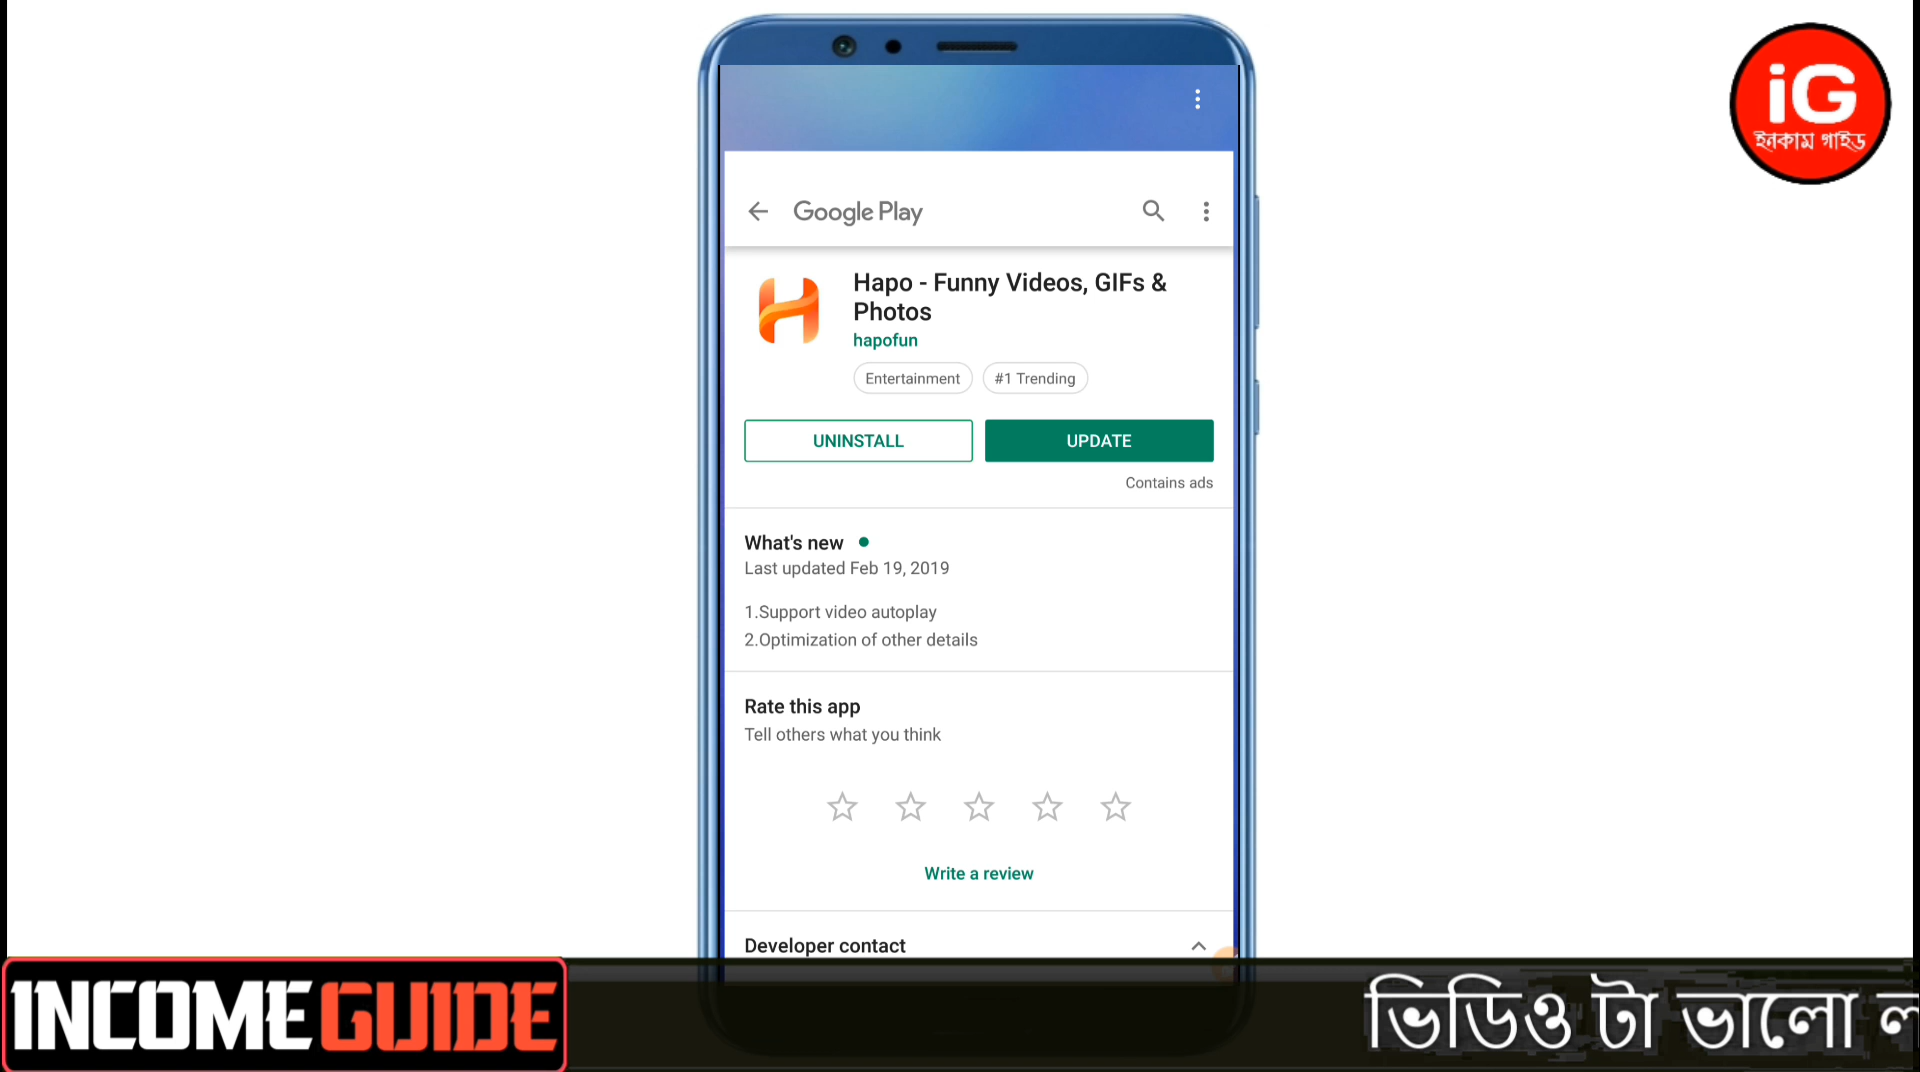 iG
ইনকাম গাইড
Google Play
Hapo - Funny Videos, GIFs &
Photos
hapofun
Entertainment
#1 Trending
UNINSTALL
UPDATE
Contains ads
What's new
Last updated Feb 19, 2019
1.Support video autoplay
2.Optimization of other details
Rate this app
Tell others what you think
Write a review
Developer contact
INCOME GUIDE
ভিডিও টা ভালো